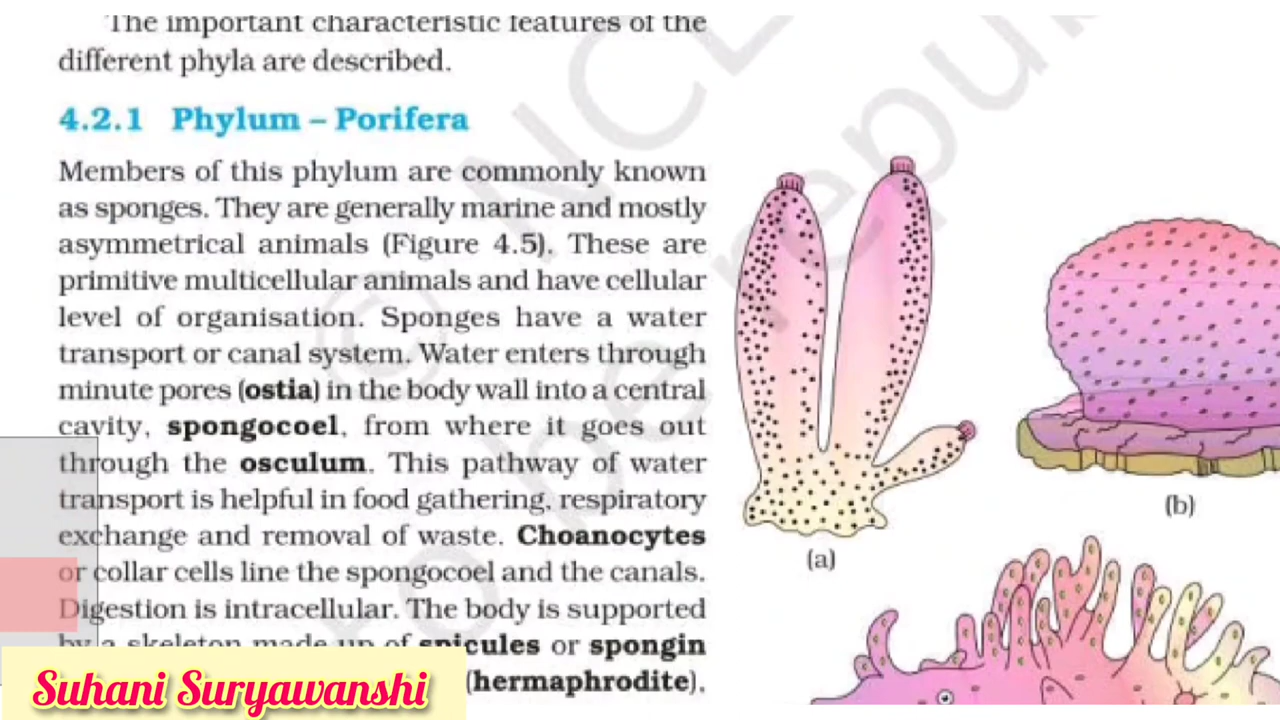 The important characteristic features of the
different phyla are described.
4.2.1 Phylum – Porifera
Members of this phylum are commonly known
as sponges. They are generally marine and mostly
asymmetrical animals (Figure 4.5). These are
primitive multicellular animals and have cellular
level of organisation. Sponges have a water
transport or canal system. Water enters through
minute pores (ostia) in the body wall into a central
cavity, spongocoel, from where it goes out
through the osculum. This pathway of water
transport is helpful in food gathering, respiratory
exchange and removal of waste. Choanocytes
or collar cells line the spongocoel and the canals.
Digestion is intracellular. The body is supported
by a skeleton made up of spicules or spongin
(hermaphrodite),
Suhani Suryawanshi
(a)
(b)